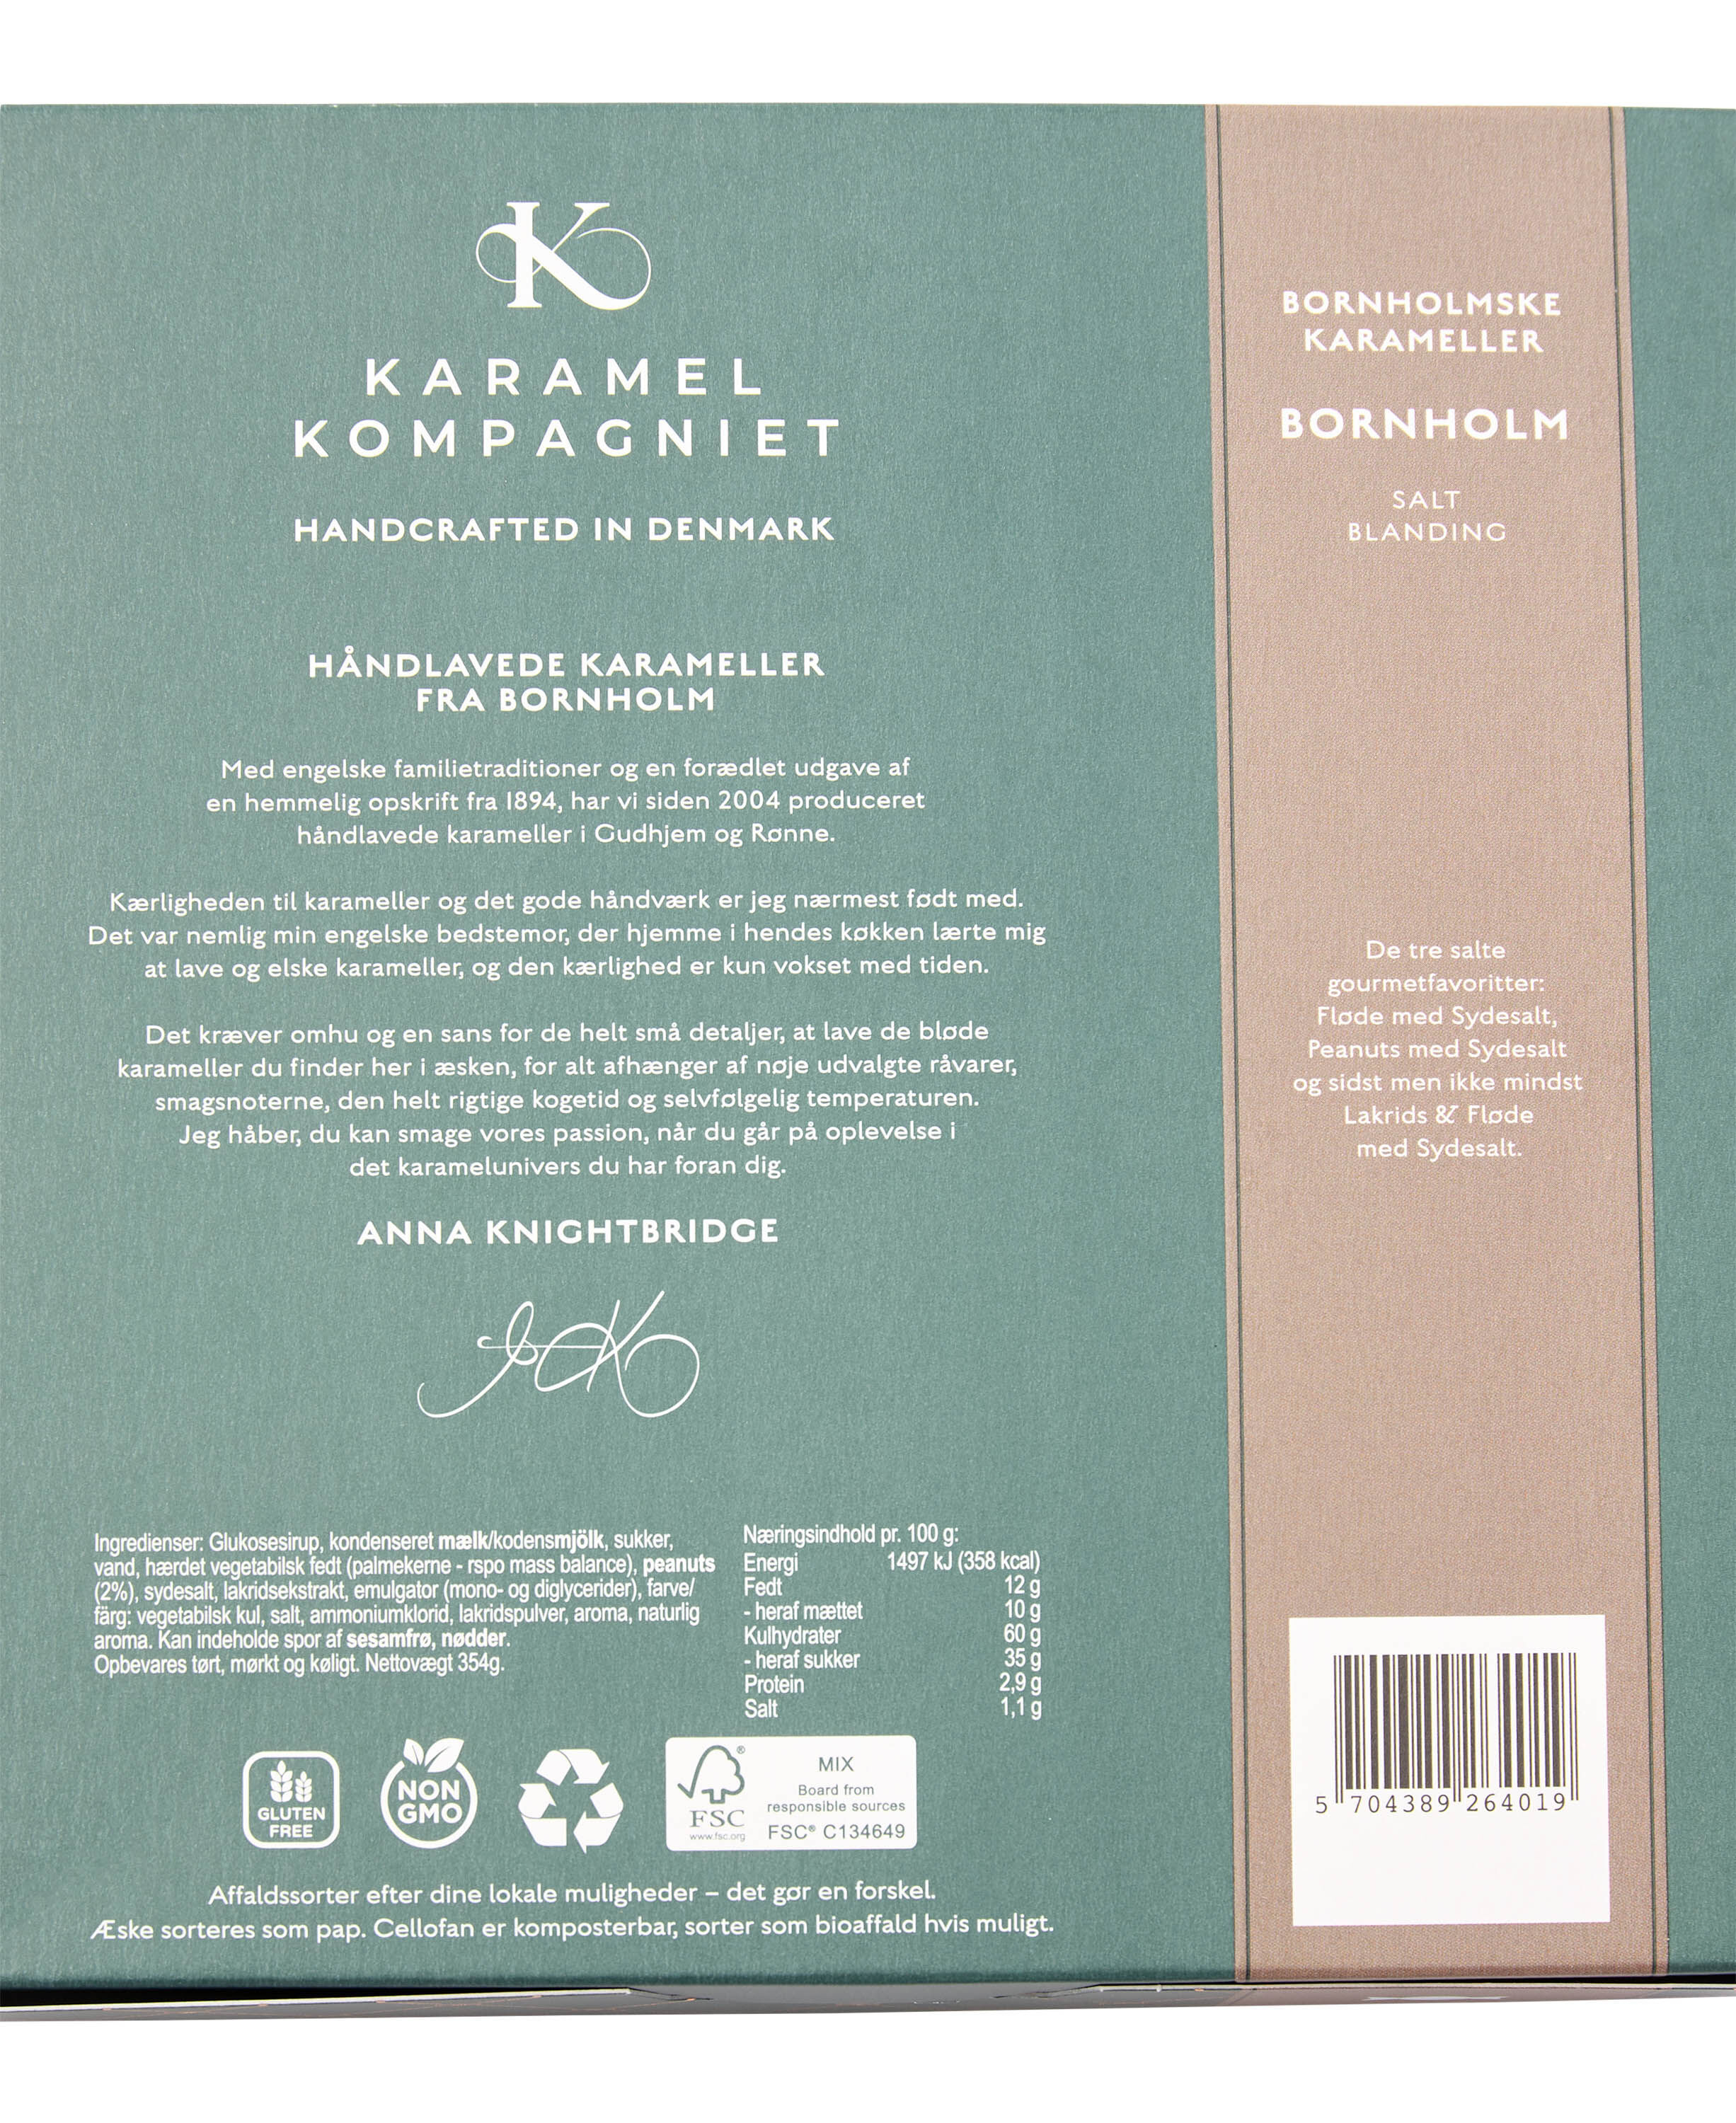 K
KARAMEL
KOMPAGNIET
HANDCRAFTED IN DENMARK
HÅNDLAVEDE KARAMELLER
FRA BORNHOLM
Med engelske familietraditioner og en forædlet udgave af
en hemmelig opskrift fra 1894, har vi siden 2004 produceret
håndlavede karameller i Gudhjem og Rønne.
Kærligheden til karameller og det gode håndværk er jeg nærmest født med.
Det var nemlig min engelske bedstemor, der hjemme i hendes køkken lærte mig
at lave og elske karameller, og den kærlighed er kun vokset med tiden.
Det kræver omhu og en sans for de helt små detaljer, at lave de bløde
karameller du finder her i æsken, for alt afhænger af nøje udvalgte råvarer,
smagsnoterne, den helt rigtige kogetid og selvfølgelig temperaturen.
Jeg håber, du kan smage vores passion, når du går på oplevelse i
det karamelunivers du har foran dig.
ANNA KNIGHTBRIDGE
Ingredienser: Glukosesirup, kondenseret mælk/kodensmjölk, sukker,
vand, hærdet vegetabilsk fedt (palmekerne - rspo mass balance), peanuts
(2%), sydesalt, lakridsekstrakt, emulgator (mono- og diglycerider), farve/
färg: vegetabilsk kul, salt, ammoniumklorid, lakridspulver, aroma, naturlig
aroma. Kan indeholde spor af sesamfrø, nødder.
Opbevares tørt, mørkt og køligt. Nettovægt 354g.
Næringsindhold pr. 100 g:
Energi 1497 kJ (358 kcal)
Fedt 12 g
- heraf mættet 10 g
Kulhydrater 60 g
- heraf sukker 35 g
Protein 2,9 g
Salt 1,1 g
GLUTEN
FREE
NON
GMO
FSC
www.fsc.org
MIX
Board from
responsible sources
FSC® C134649
Affaldssorter efter dine lokale muligheder – det gør en forskel.
Æske sorteres som pap. Cellofan er komposterbar, sorter som bioaffald hvis muligt.
BORNHOLMSKE
KARAMELLER
BORNHOLM
SALT
BLANDING
De tre salte
gourmetfavoritter:
Fløde med Sydesalt,
Peanuts med Sydesalt
og sidst men ikke mindst
Lakrids & Fløde
med Sydesalt.
5 704389 264019